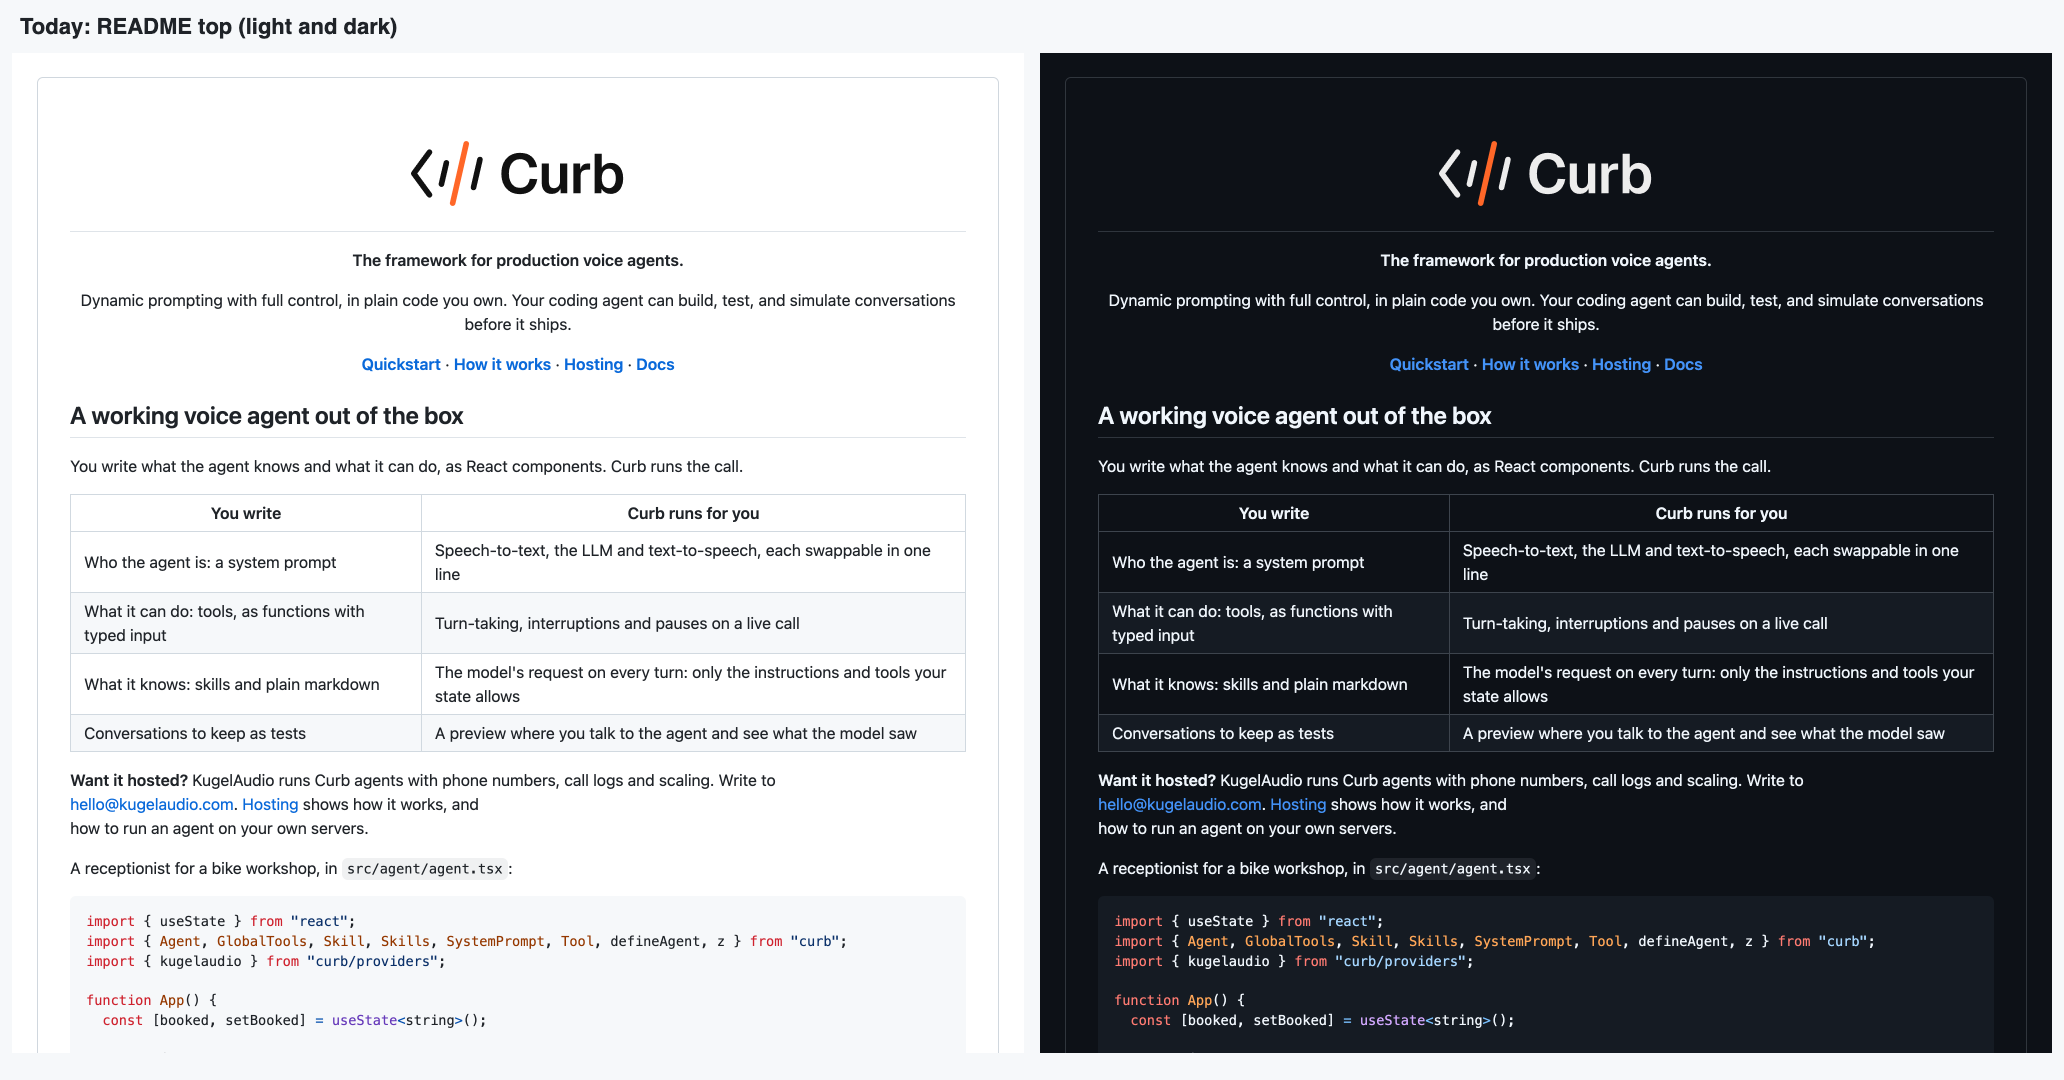 Today: README top (light and dark)
Curb
The framework for production voice agents.
Dynamic prompting with full control, in plain code you own. Your coding agent can build, test, and simulate conversations
before it ships.
Quickstart · How it works · Hosting · Docs
A working voice agent out of the box
You write what the agent knows and what it can do, as React components. Curb runs the call.
You write
Curb runs for you
Who the agent is: a system prompt
Speech-to-text, the LLM and text-to-speech, each swappable in one
line
What it can do: tools, as functions with
typed input
Turn-taking, interruptions and pauses on a live call
What it knows: skills and plain markdown
The model's request on every turn: only the instructions and tools your
state allows
Conversations to keep as tests
A preview where you talk to the agent and see what the model saw
Want it hosted? KugelAudio runs Curb agents with phone numbers, call logs and scaling. Write to
hello@kugelaudio.com. Hosting shows how it works, and
how to run an agent on your own servers.
A receptionist for a bike workshop, in src/agent/agent.tsx:
import { useState } from "react";
import { Agent, GlobalTools, Skill, Skills, SystemPrompt, Tool, defineAgent, z } from "curb";
import { kugelaudio } from "curb/providers";
function App() {
const [booked, setBooked] = useState<string>();
Curb
The framework for production voice agents.
Dynamic prompting with full control, in plain code you own. Your coding agent can build, test, and simulate conversations
before it ships.
Quickstart · How it works · Hosting · Docs
A working voice agent out of the box
You write what the agent knows and what it can do, as React components. Curb runs the call.
You write
Curb runs for you
Who the agent is: a system prompt
Speech-to-text, the LLM and text-to-speech, each swappable in one
line
What it can do: tools, as functions with
typed input
Turn-taking, interruptions and pauses on a live call
What it knows: skills and plain markdown
The model's request on every turn: only the instructions and tools your
state allows
Conversations to keep as tests
A preview where you talk to the agent and see what the model saw
Want it hosted? KugelAudio runs Curb agents with phone numbers, call logs and scaling. Write to
hello@kugelaudio.com. Hosting shows how it works, and
how to run an agent on your own servers.
A receptionist for a bike workshop, in src/agent/agent.tsx:
import { useState } from "react";
import { Agent, GlobalTools, Skill, Skills, SystemPrompt, Tool, defineAgent, z } from "curb";
import { kugelaudio } from "curb/providers";
function App() {
const [booked, setBooked] = useState<string>();